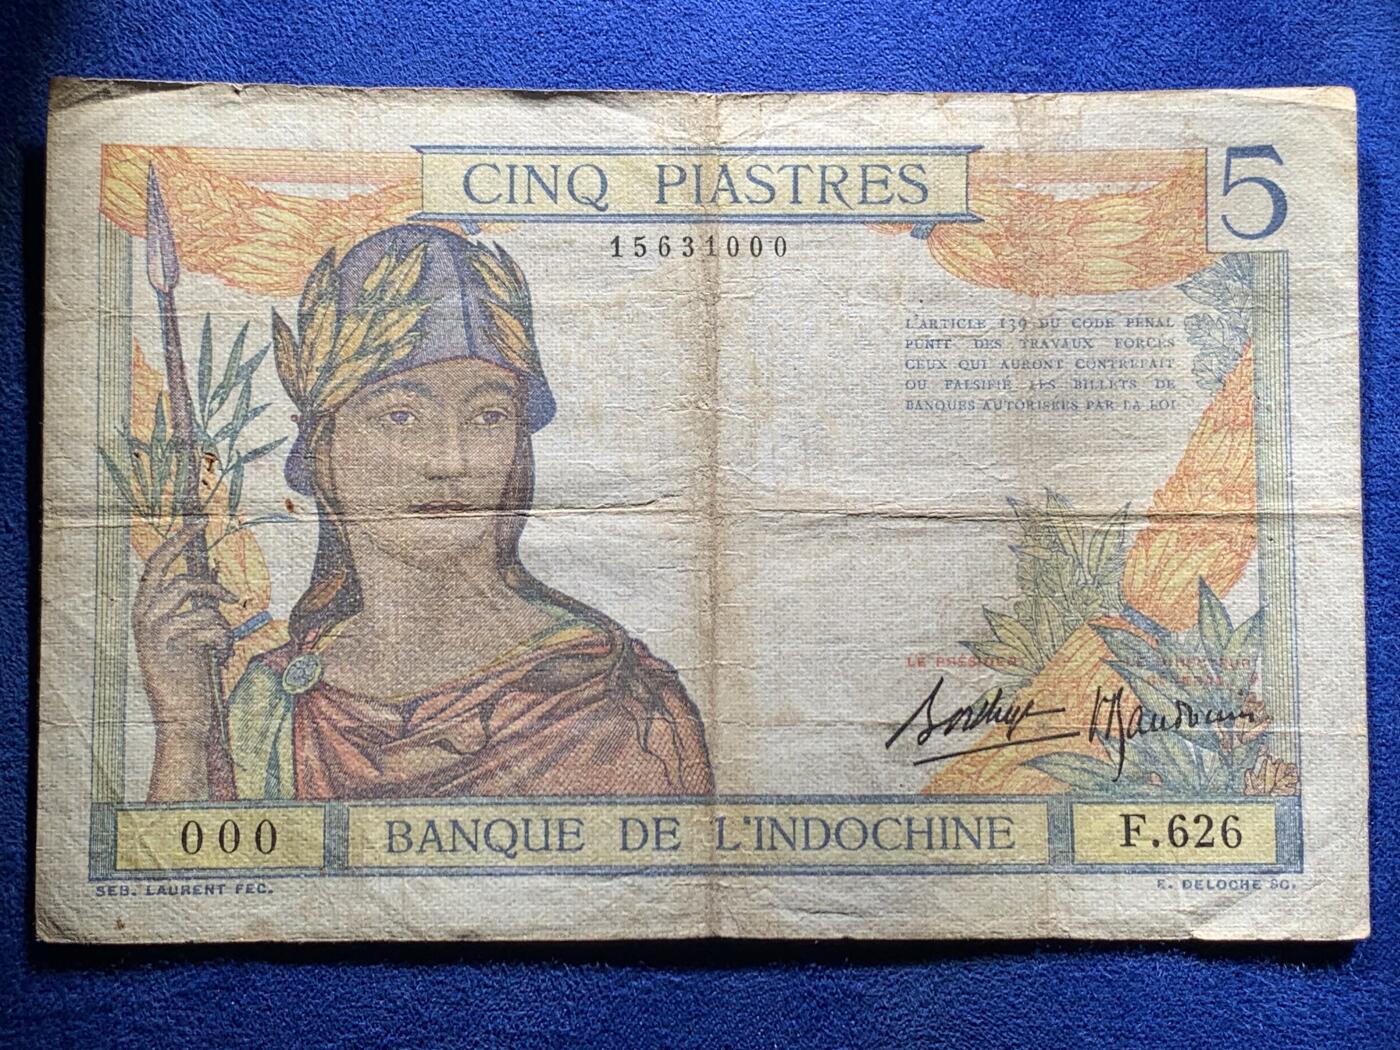 CINQ PIASTRES
5
15631000
L'ARTICLE 139 DU CODE PÉNAL
PUNIT DES TRAVAUX FORCÉS
CEUX QUI AURONT CONTREFAIT
OU FALSIFIÉ LES BILLETS DE
BANQUES AUTORISÉES PAR LA LOI
LE PRÉSIDENT
LE DIRECTEUR
000
BANQUE DE L'INDOCHINE
F.626
SEB. LAURENT FEC.
E. DELOCHE SC.